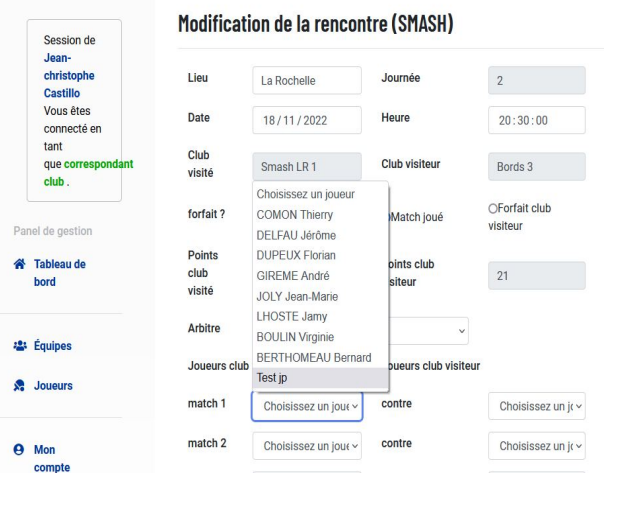 Modification de la rencontre (SMASH)
Session de
Jean-
christophe
Castillo
Vous êtes
connecté en
tant
que correspondant
club .
Panel de gestion
Tableau de
bord
Équipes
Joueurs
Mon
compte
Lieu
La Rochelle
Journée
2
Date
18/11/2022
Heure
20:30:00
Club
visité
Smash LR 1
Club visiteur
Bords 3
forfait ?
Match joué
Forfait club
visiteur
Points
club
visité
21
Arbitre
Choisissez un joueur
COMON Thierry
DELFAU Jérôme
DUPEUX Florian
GIREME André
JOLY Jean-Marie
LHOSTE Jamy
BOULIN Virginie
BERTHOMEAU Bernard
Test jp
Joueurs club
oueurs club visiteur
match 1
Choisissez un joue
contre
Choisissez un jo
match 2
Choisissez un joue
contre
Choisissez un jo